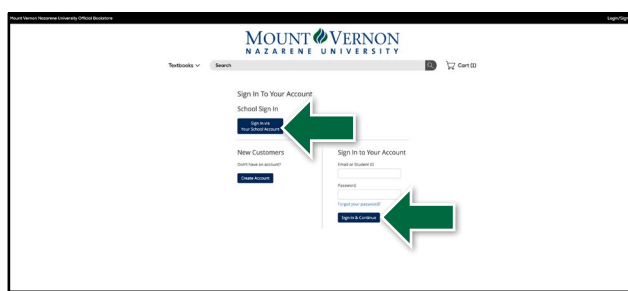 Mount Vernon Nazarene University Official Bookstore
Login/Sign
MOUNT VERNON
NAZARENE UNIVERSITY
Textbooks
Search
Cart (1)
Sign In To Your Account
School Sign In
Sign In via
Your School Account
New Customers
Don't have an account?
Create Account
Sign In to Your Account
Email or Student ID
Password
Forgot your password?
Sign In & Continue